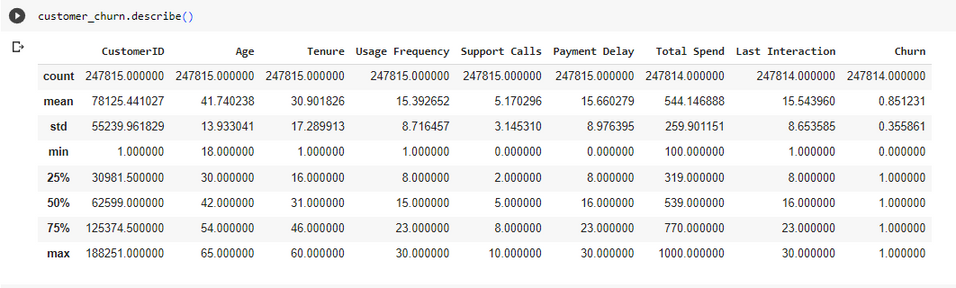 customer_churn.describe()
CustomerID Age Tenure Usage Frequency Support Calls Payment Delay Total Spend Last Interaction Churn
count 247815.000000 247815.000000 247815.000000 247815.000000 247815.000000 247815.000000 247814.000000 247814.000000 247814.000000
mean 78125.441027 41.740238 30.901826 15.392652 5.170296 15.660279 544.146888 15.543960 0.851231
std 55239.961829 13.933041 17.289913 8.716457 3.145310 8.976395 259.901151 8.653585 0.355861
min 1.000000 18.000000 1.000000 1.000000 0.000000 0.000000 100.000000 1.000000 0.000000
25% 30981.500000 30.000000 16.000000 8.000000 2.000000 8.000000 319.000000 8.000000 1.000000
50% 62599.000000 42.000000 31.000000 15.000000 5.000000 16.000000 539.000000 16.000000 1.000000
75% 125374.500000 54.000000 46.000000 23.000000 8.000000 23.000000 770.000000 23.000000 1.000000
max 188251.000000 65.000000 60.000000 30.000000 10.000000 30.000000 1000.000000 30.000000 1.000000